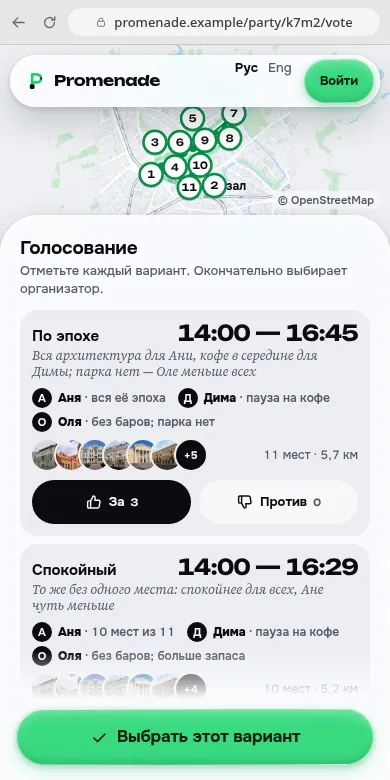 promenade.example/party/k7m2/vote
Promenade
Рус Eng
Войти
5
7
3
6
9
8
1
4
10
11
2
зал
© OpenStreetMap
Голосование
Отметьте каждый вариант. Окончательно выбирает
организатор.
По эпохе
14:00 — 16:45
Вся архитектура для Ани, кофе в середине для
Димы; парка нет — Оле меньше всех
А Аня · вся её эпоха Д Дима · пауза на кофе
О Оля · без баров; парка нет
+5
11 мест · 5,7 км
За 3
Против 0
Спокойный
14:00 — 16:29
То же без одного места: спокойнее для всех, Ане
чуть меньше
А Аня · 10 мест из 11 Д Дима · пауза на кофе
О Оля · без баров; больше запаса
+4
10 мест · 5,2 км
Выбрать этот вариант